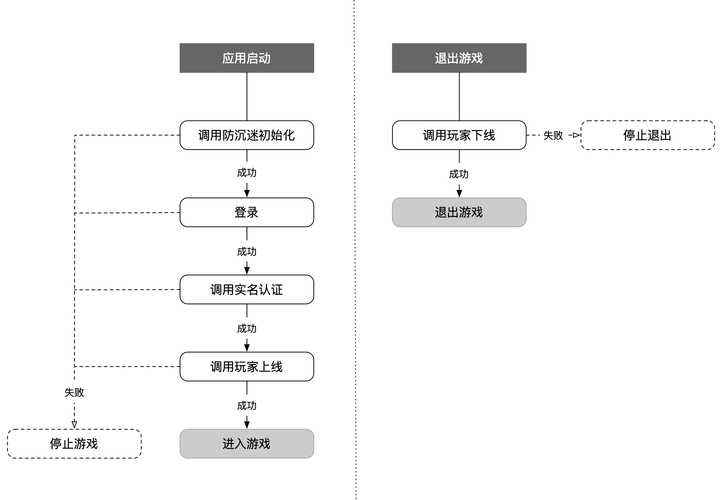 应用启动
调用防沉迷初始化
成功
登录
成功
调用实名认证
成功
调用玩家上线
失败
成功
停止游戏
进入游戏
退出游戏
调用玩家下线
失败
停止退出
成功
退出游戏